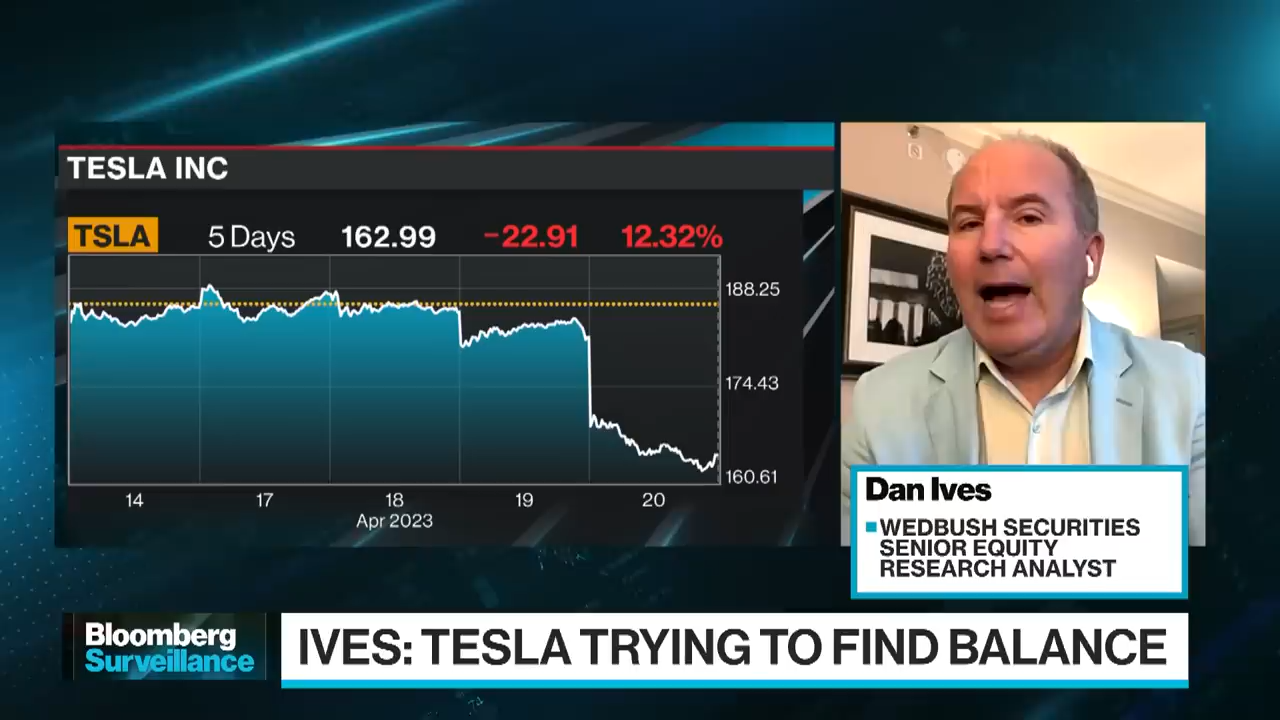 TESLA INC
TSLA 5 Days 162.99 −22.91 12.32%
188.25
174.43
160.61
14 17 18 19 20
Apr 2023
Dan Ives
WEDBUSH SECURITIES
SENIOR EQUITY
RESEARCH ANALYST
Bloomberg
Surveillance
IVES: TESLA TRYING TO FIND BALANCE